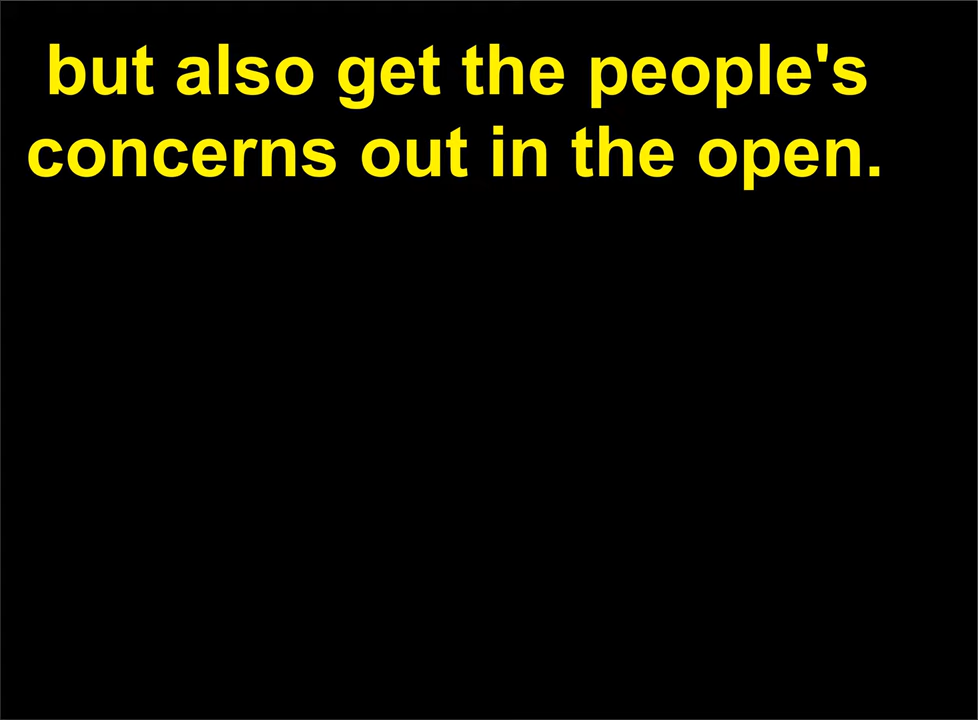 but also get the people's
concerns out in the open.